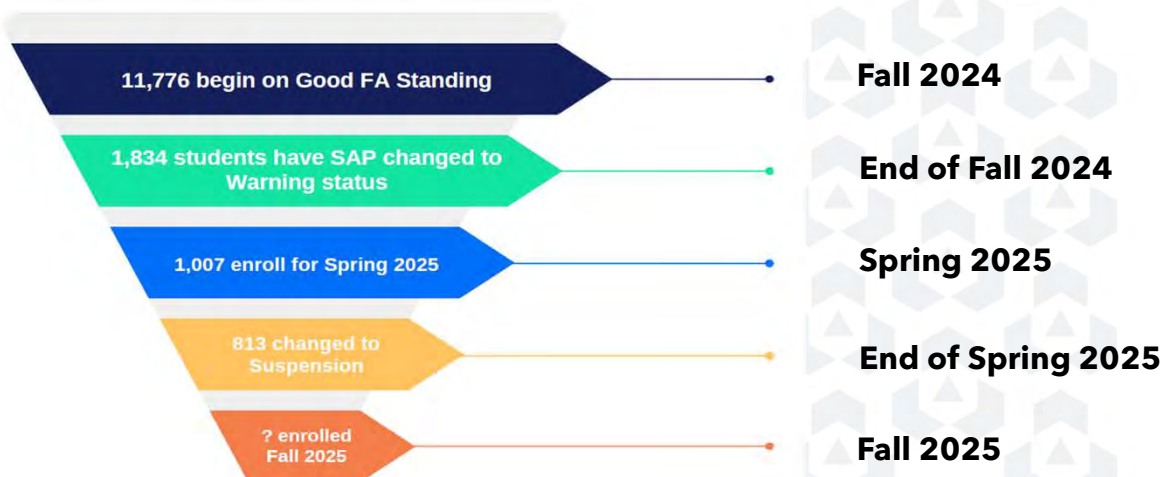 11,776 begin on Good FA Standing
Fall 2024
1,834 students have SAP changed to
Warning status
End of Fall 2024
1,007 enroll for Spring 2025
Spring 2025
813 changed to
Suspension
End of Spring 2025
? enrolled
Fall 2025
Fall 2025